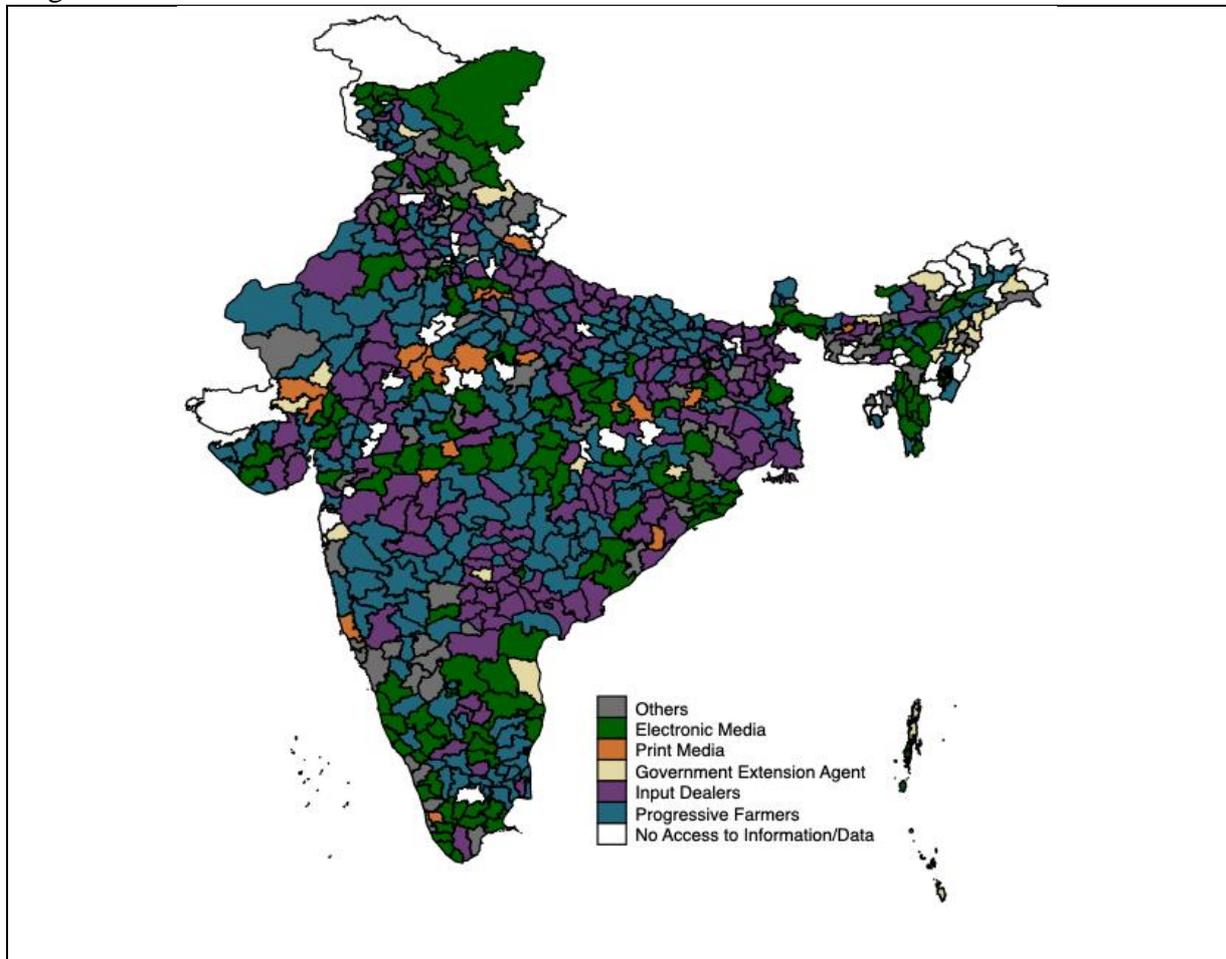 Others
Electronic Media
Print Media
Government Extension Agent
Input Dealers
Progressive Farmers
No Access to Information/Data